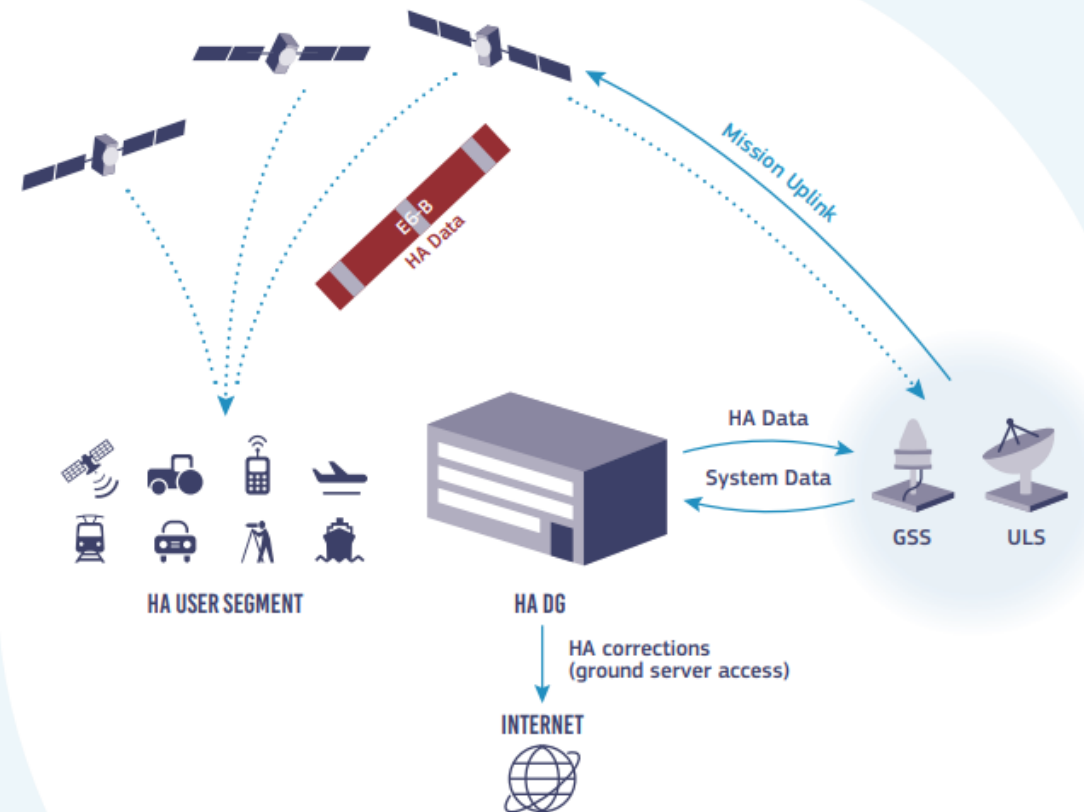 Mission Uplink
E6-B
HA Data
HA Data
System Data
GSS
ULS
HA USER SEGMENT
HA DG
HA corrections
(ground server access)
INTERNET